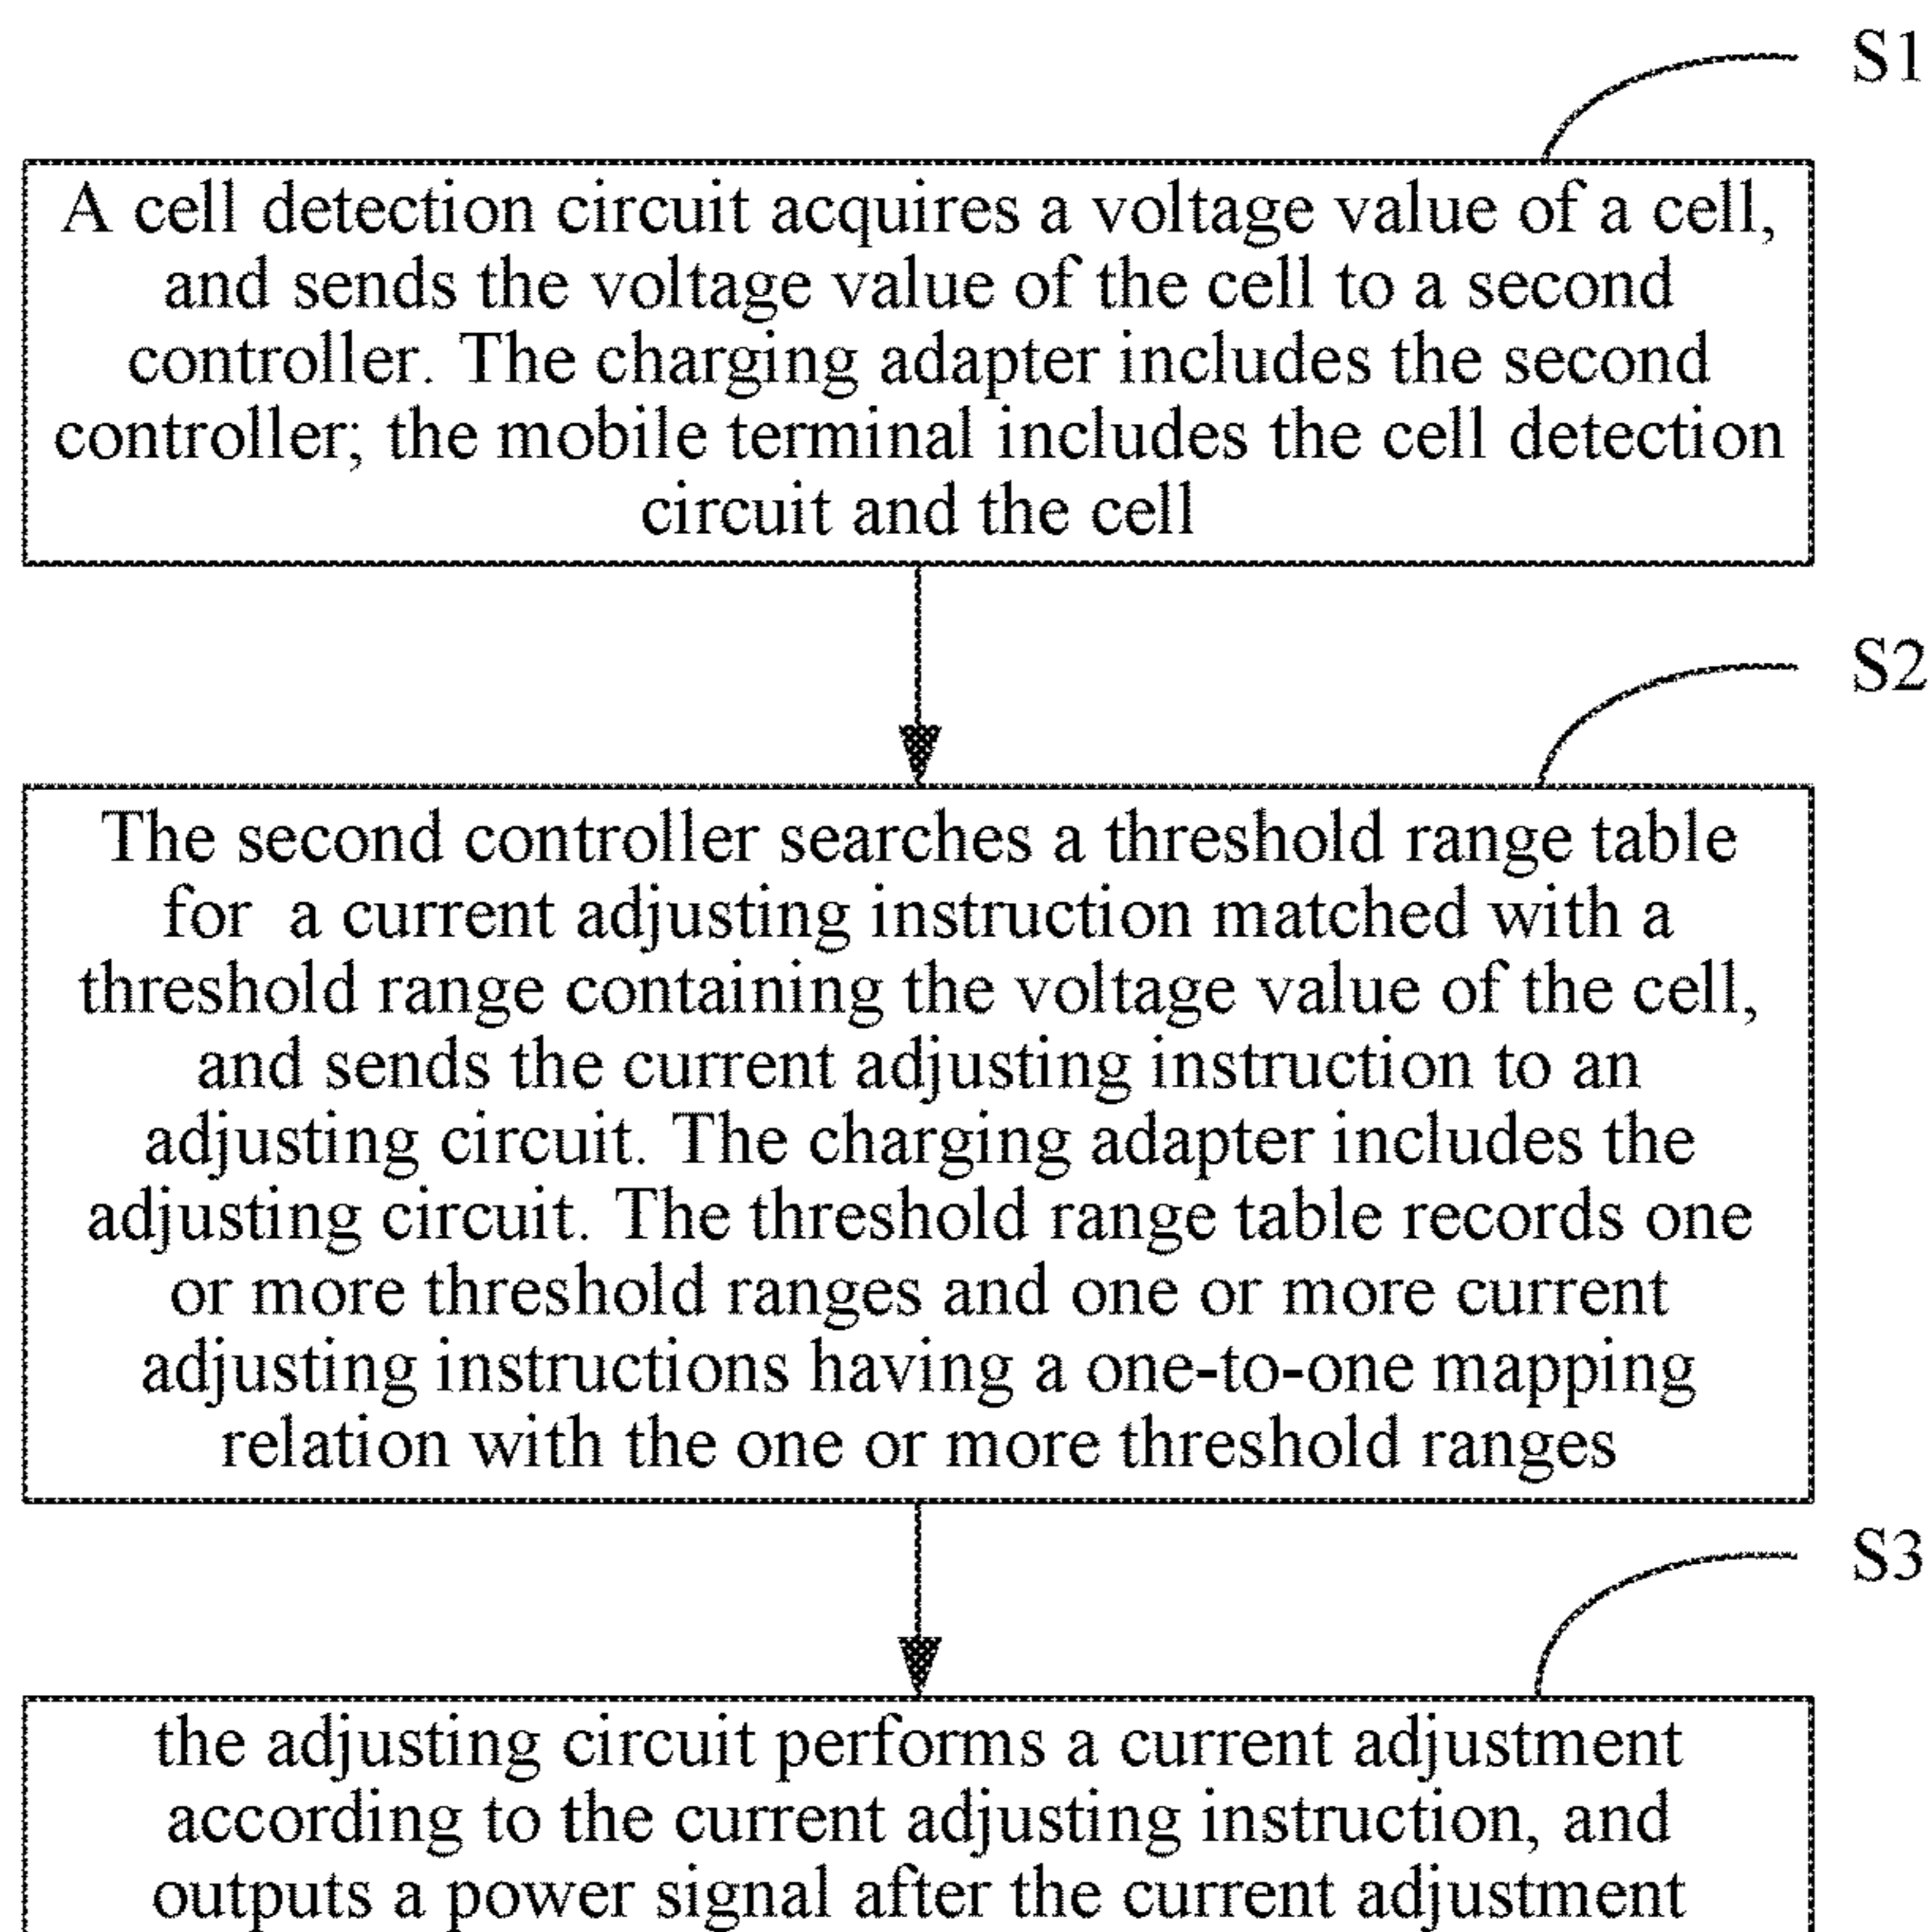 S1
A cell detection circuit acquires a voltage value of a cell,
and sends the voltage value of the cell to a second
controller. The charging adapter includes the second
controller; the mobile terminal includes the cell detection
circuit and the cell
S2
The second controller searches a threshold range table
for a current adjusting instruction matched with a
threshold range containing the voltage value of the cell,
and sends the current adjusting instruction to an
adjusting circuit. The charging adapter includes the
adjusting circuit. The threshold range table records one
or more threshold ranges and one or more current
adjusting instructions having a one-to-one mapping
relation with the one or more threshold ranges
S3
the adjusting circuit performs a current adjustment
according to the current adjusting instruction, and
outputs a power signal after the current adjustment